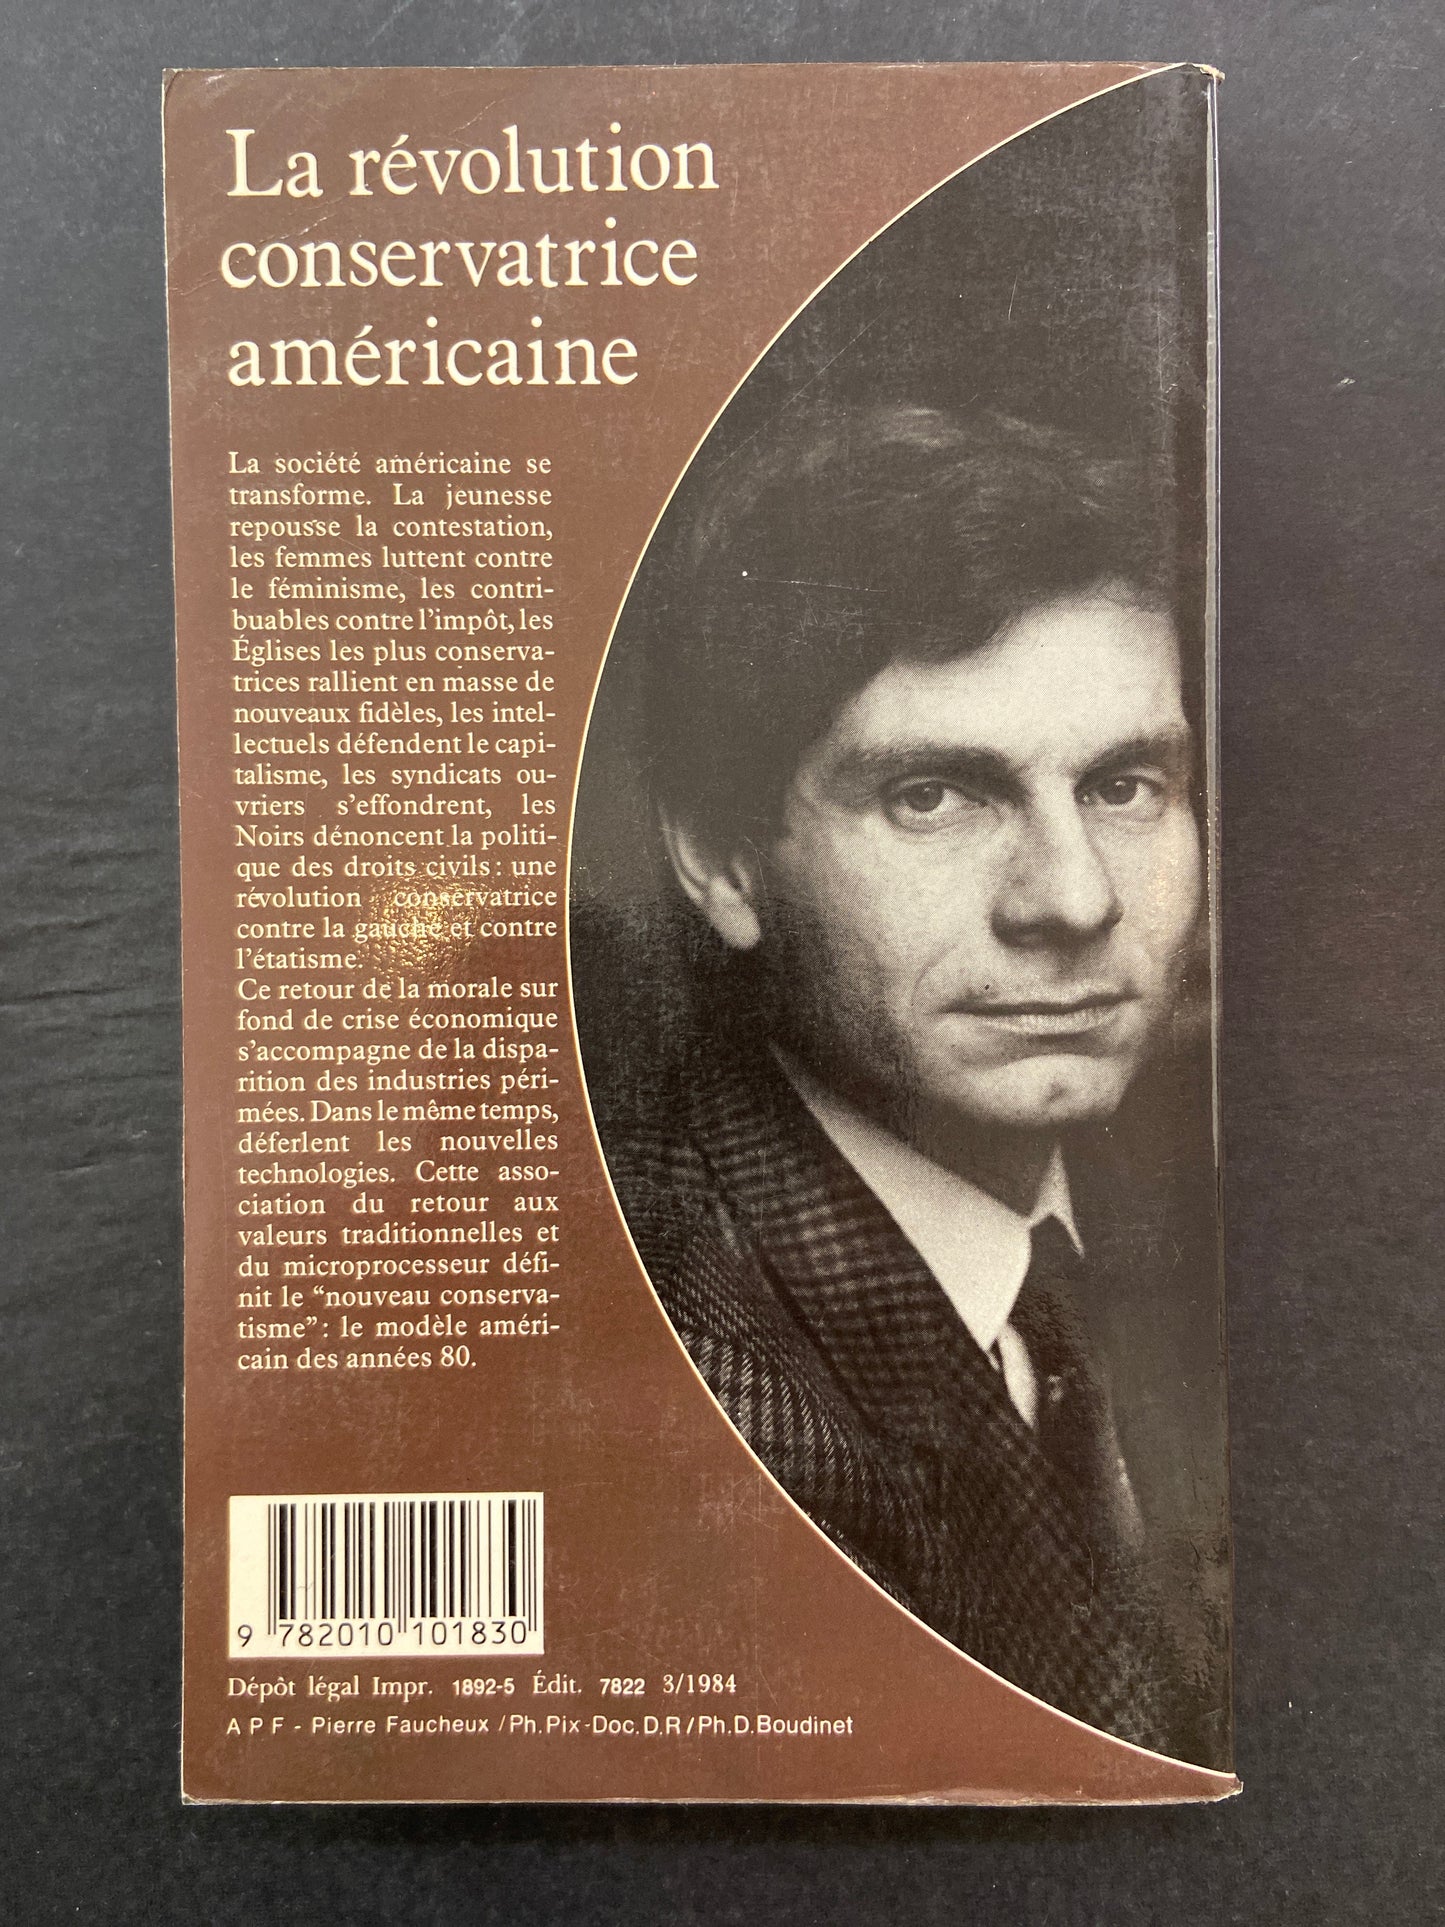 La révolution
conservatrice
américaine
La société américaine se
transforme. La jeunesse
repousse la contestation,
les femmes luttent contre
le féminisme, les contri-
buables contre l'impôt, les
Églises les plus conserva-
trices rallient en masse de
nouveaux fidèles, les intel-
lectuels défendent le capi-
talisme, les syndicats ou-
vriers s'effondrent, les
Noirs dénoncent la politi-
que des droits civils : une
révolution conservatrice
contre la gauche et contre
l'étatisme.
Ce retour de la morale sur
fond de crise économique
s'accompagne de la dispa-
rition des industries péri-
mées. Dans le même temps,
déferlent les nouvelles
technologies. Cette asso-
ciation du retour aux
valeurs traditionnelles et
du microprocesseur défi-
nit le “nouveau conserva-
tisme” : le modèle améri-
cain des années 80.
9 782010 101830
Dépôt légal Impr. 1892-5 Édit. 7822 3/1984
A P F - Pierre Faucheux / Ph. Pix - Doc. D.R / Ph. D. Boudinet